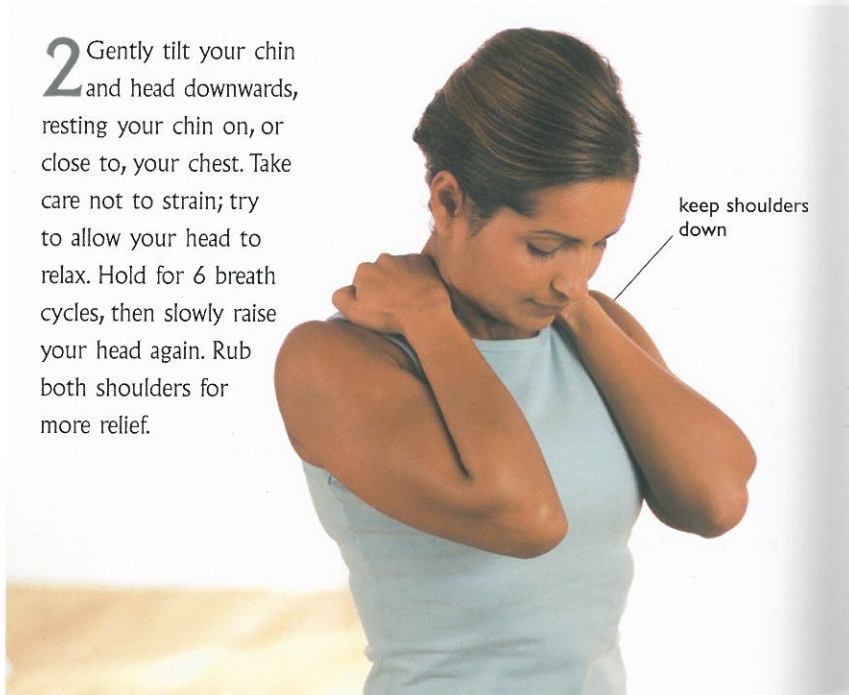 2 Gently tilt your chin
and head downwards,
resting your chin on, or
close to, your chest. Take
care not to strain; try
to allow your head to
relax. Hold for 6 breath
cycles, then slowly raise
your head again. Rub
both shoulders for
more relief.
keep shoulders
down